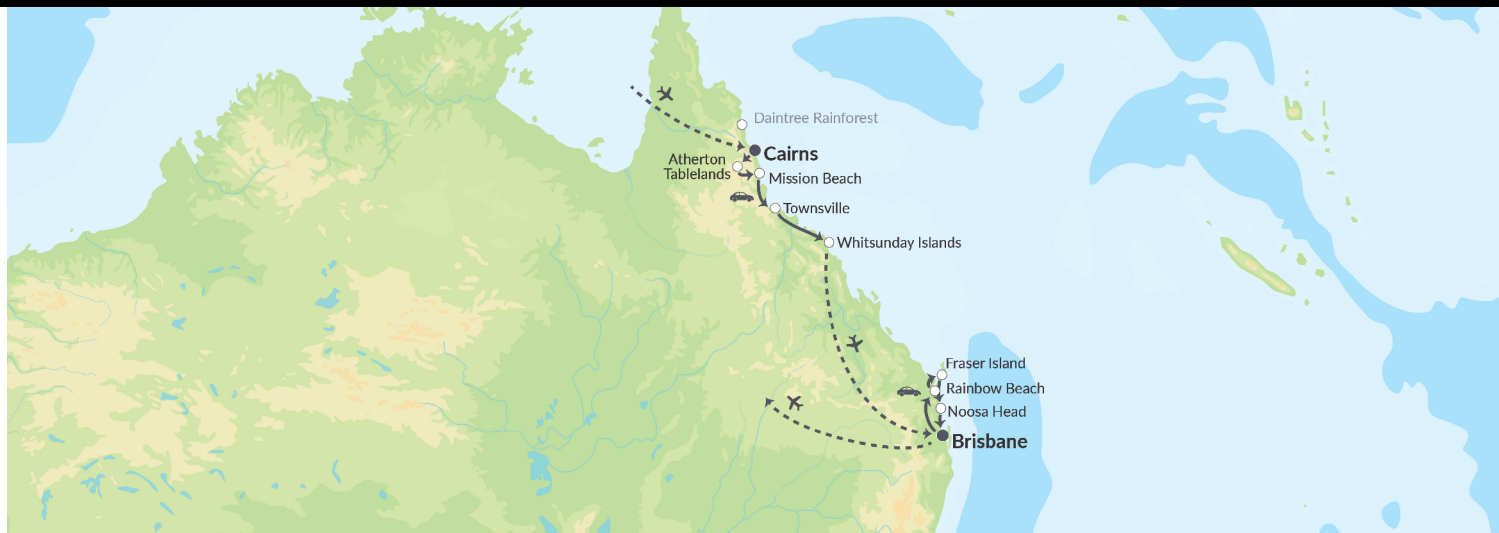 Daintree Rainforest
Cairns
Atherton
Tablelands
Mission Beach
Townsville
Whitsunday Islands
Fraser Island
Rainbow Beach
Noosa Head
Brisbane